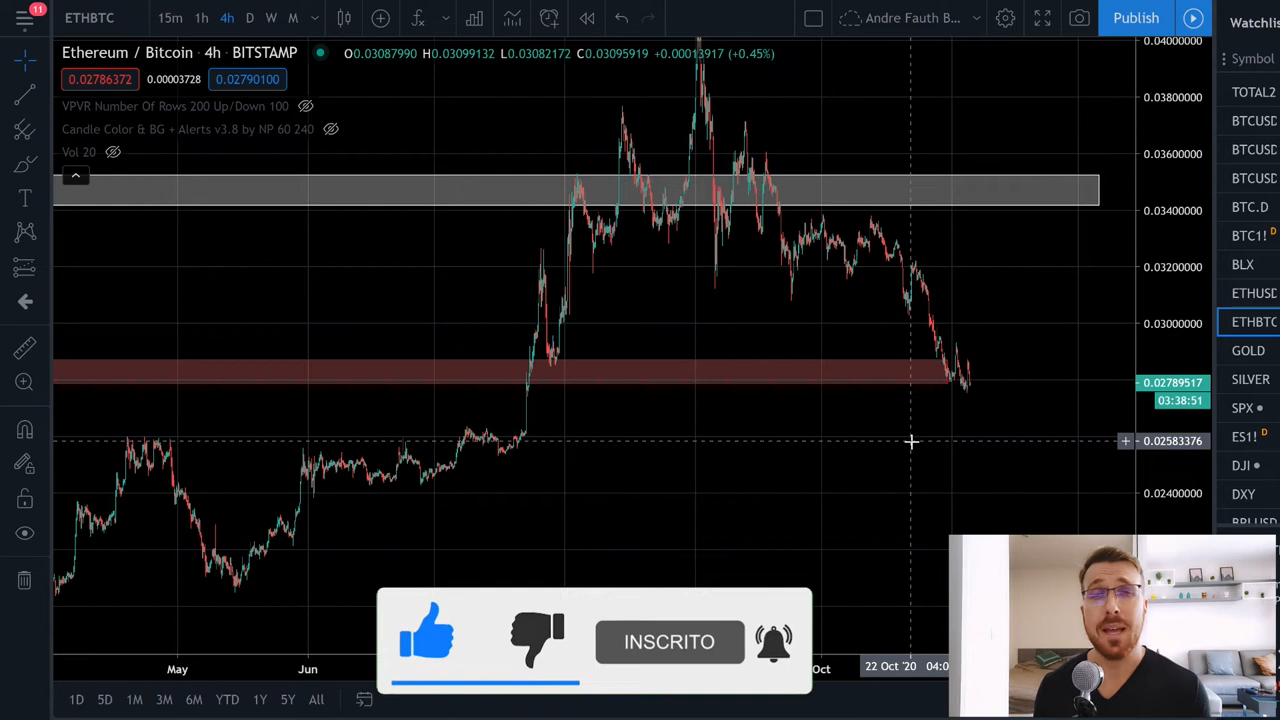 11
ETHBTC 15m 1h 4h D W M Andre Fauth B... Publish Watchlis
Ethereum / Bitcoin · 4h · BITSTAMP O0.03087990 H0.03099132 L0.03082172 C0.03095919 +0.00013917 (+0.45%)
0.02786372 0.00003728 0.02790100
VPVR Number Of Rows 200 Up/Down 100
Candle Color & BG + Alerts v3.8 by NP 60 240
Vol 20
0.04000000
0.03800000
0.03600000
0.03400000
0.03200000
0.03000000
0.02789517
03:38:51
0.02583376
0.02400000
Symbol
TOTAL2
BTCUSD
BTCUSD
BTCUSD
BTC.D
BTC1! D
BLX
ETHUSD
ETHBTC
GOLD
SILVER
SPX
ES1! D
DJI
DXY
May Jun Oct 22 Oct '20 04:0
INSCRITO
1D 5D 1M 3M 6M YTD 1Y 5Y All